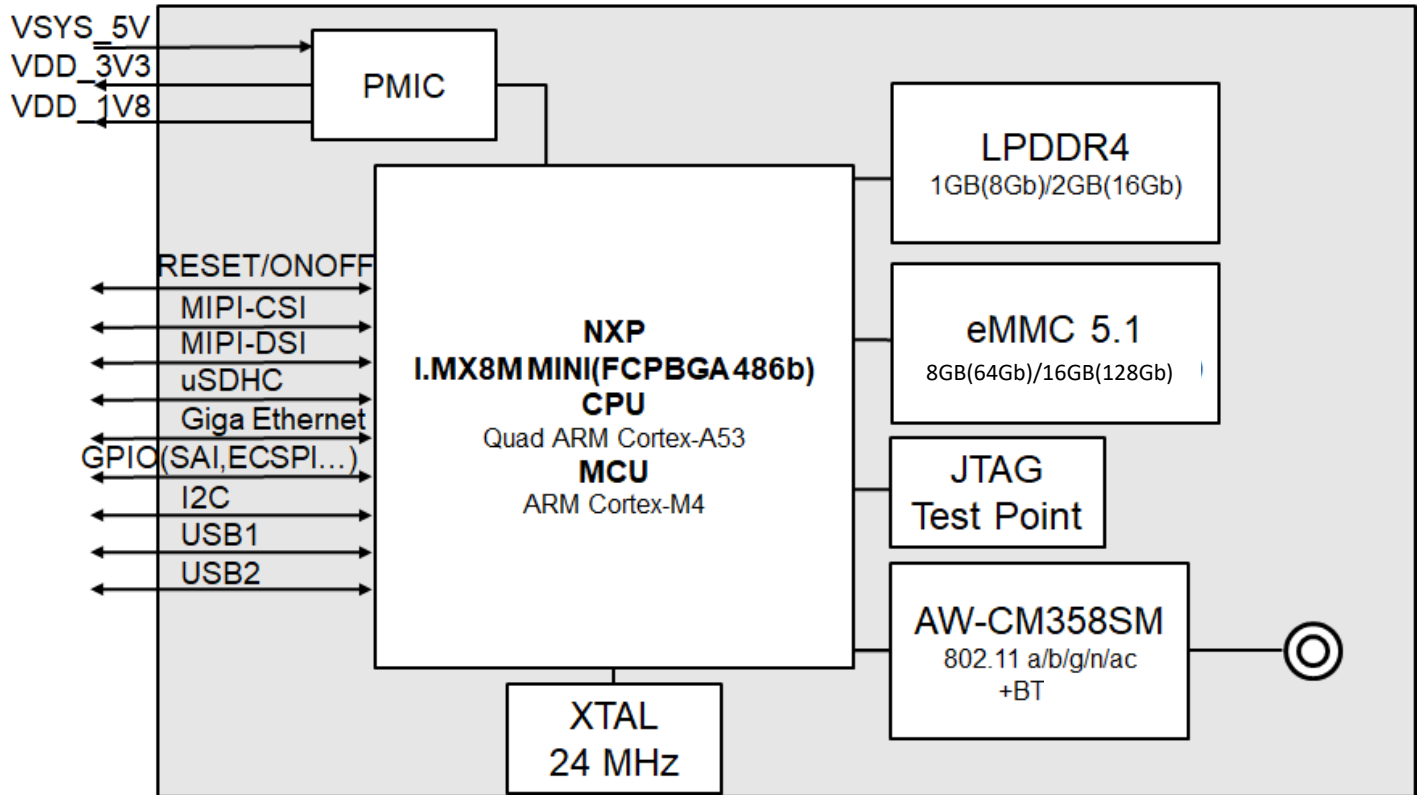 VSYS_5V
VDD_3V3
VDD_1V8
PMIC
LPDDR4
1GB(8Gb)/2GB(16Gb)
RESET/ONOFF
MIPI-CSI
MIPI-DSI
uSDHC
Giga Ethernet
GPIO(SAI,ECSPI...)
I2C
USB1
USB2
NXP
I.MX8M MINI(FCPBGA 486b)
CPU
Quad ARM Cortex-A53
MCU
ARM Cortex-M4
eMMC 5.1
8GB(64Gb)/16GB(128Gb)
JTAG
Test Point
AW-CM358SM
802.11 a/b/g/n/ac
+BT
XTAL
24 MHz